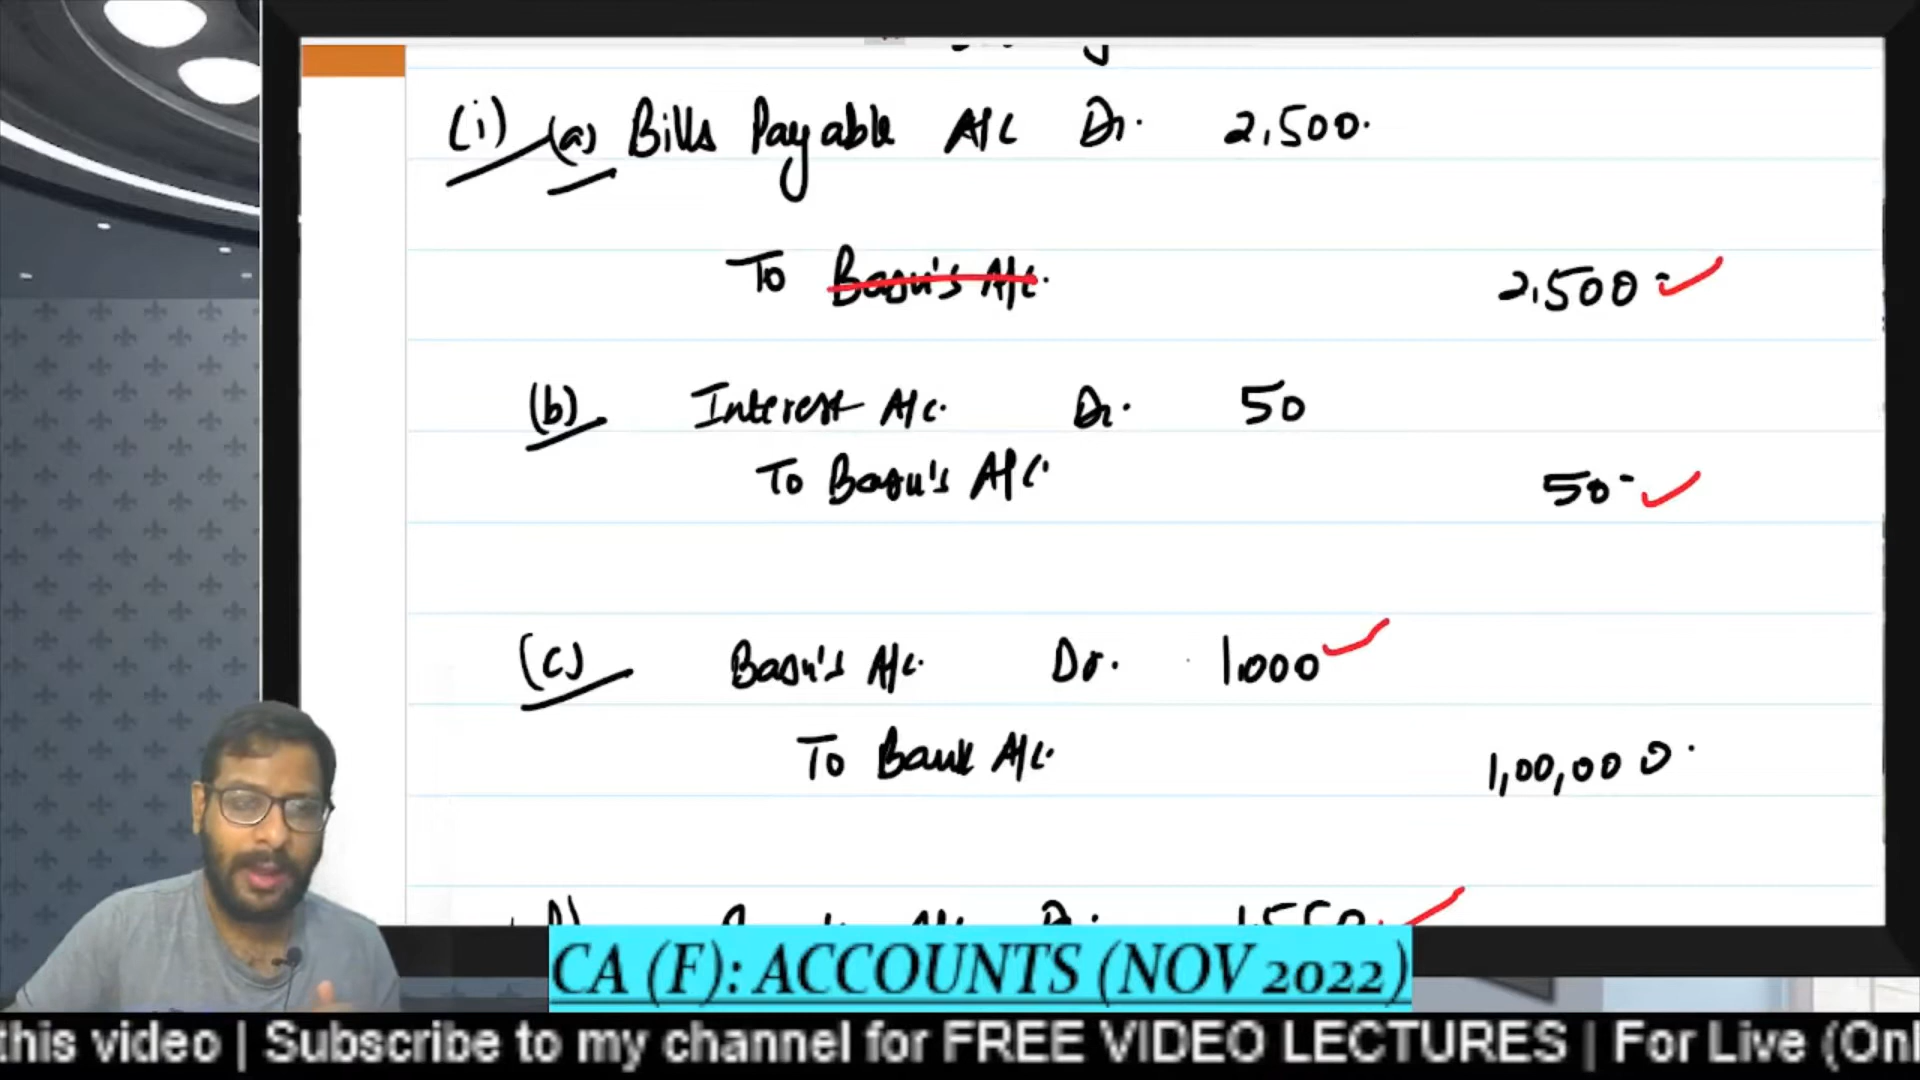 (i) (a) Bills Payable A/c Dr. 2,500.
To Basu's A/c. 2,500
(b) Interest A/c. Dr. 50
To Basu's A/c. 50
(c) Basu's A/c. Dr. 1,000
To Bank A/c. 1,00,000
CA (F): ACCOUNTS (NOV 2022)
this video | Subscribe to my channel for FREE VIDEO LECTURES | For Live (Onl